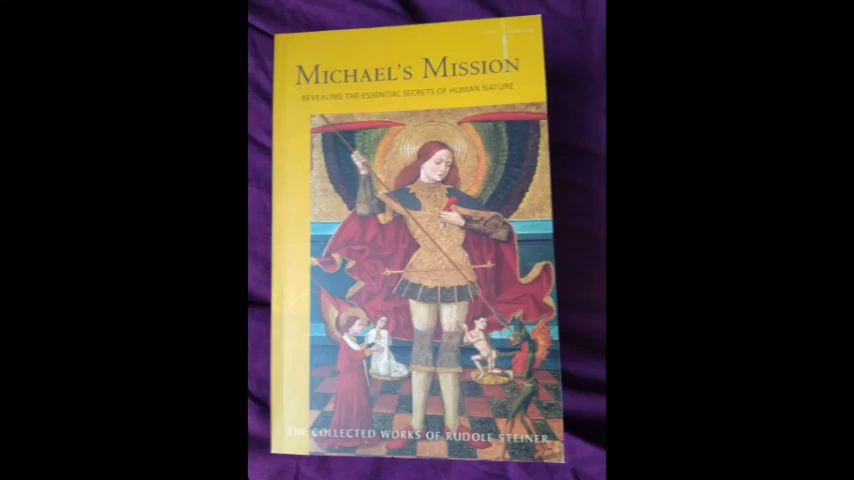 MICHAEL'S MISSION
REVEALING THE ESSENTIAL SECRETS OF HUMAN NATURE
THE COLLECTED WORKS OF RUDOLF STEINER